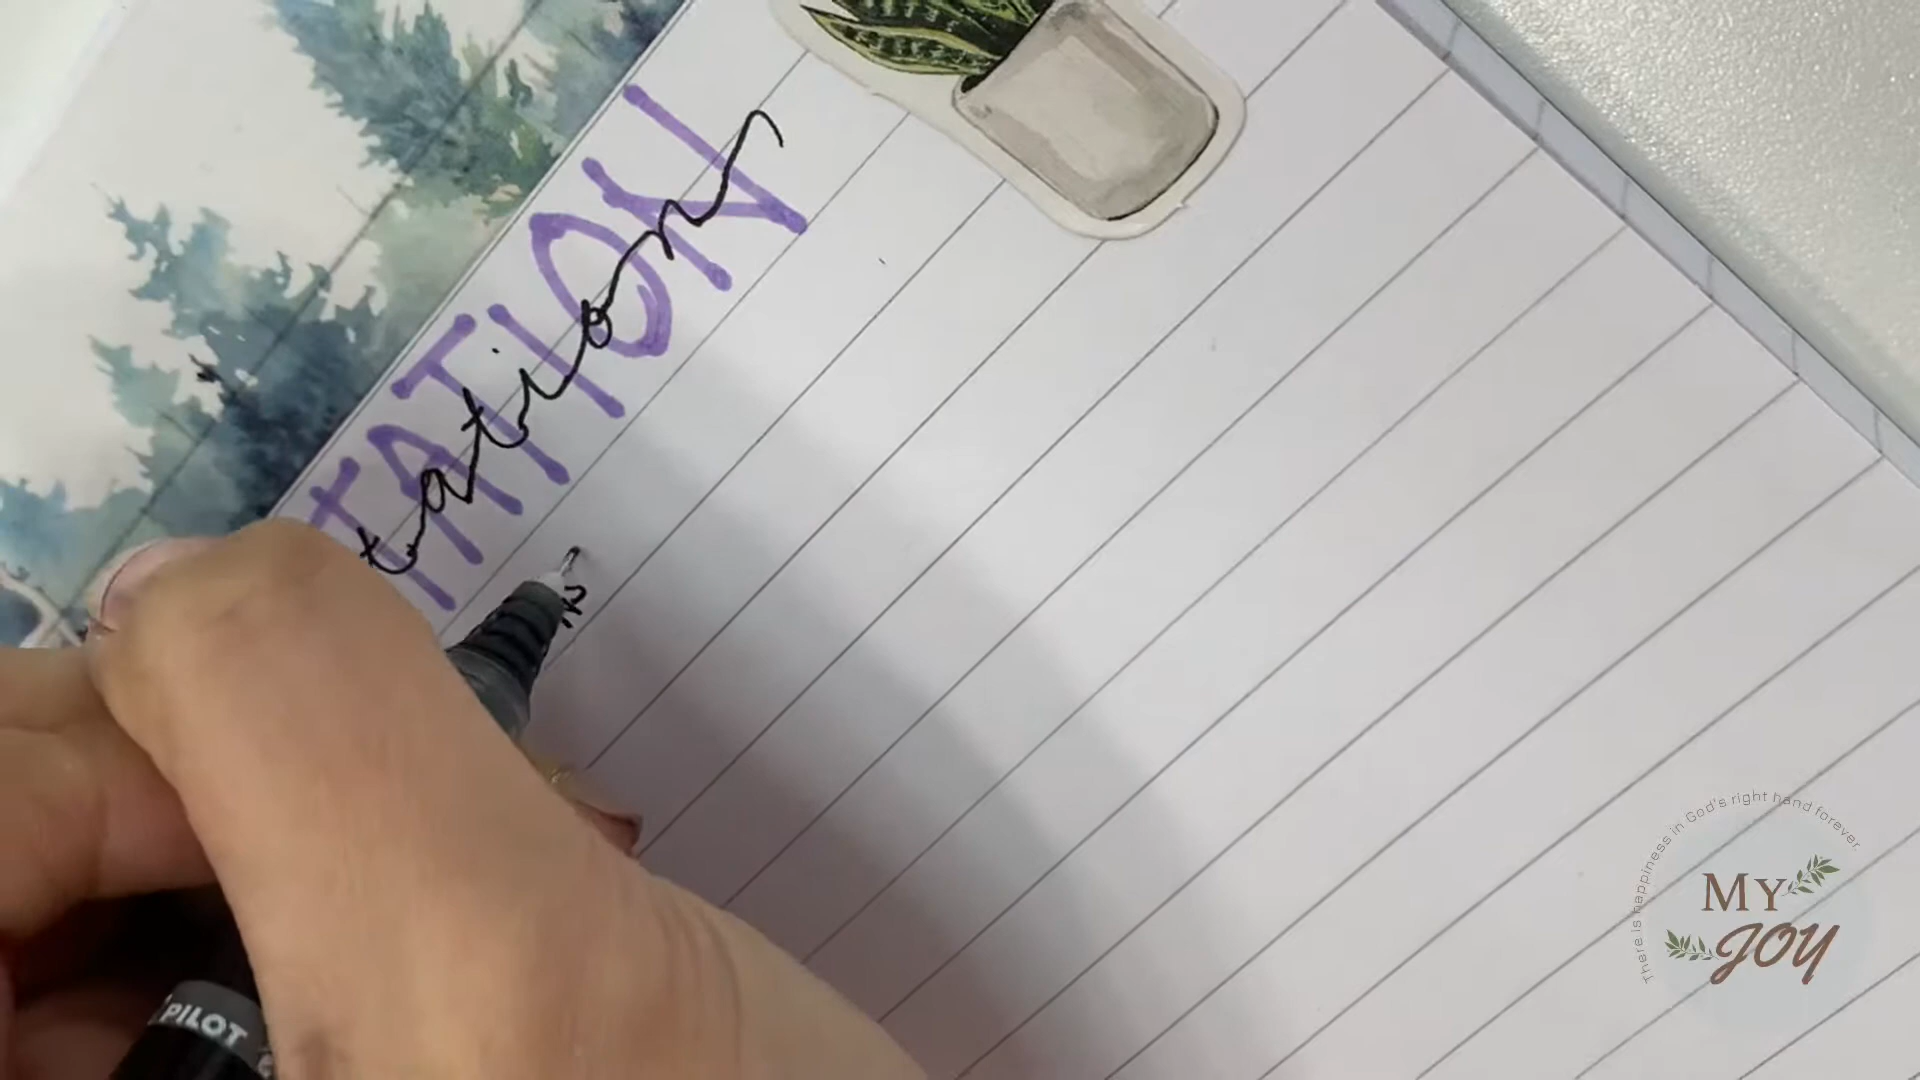 TATION
tation
PILOT
There is happiness in God's right hand forever.
MY
JOY